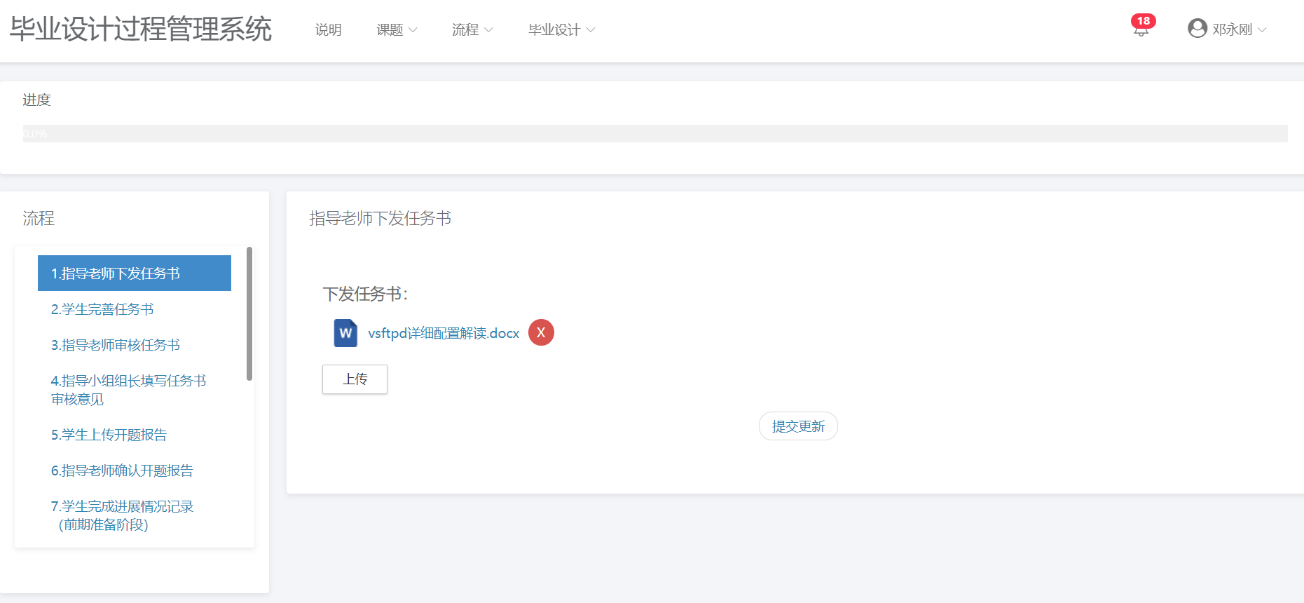 毕业设计过程管理系统 说明 课题 流程 毕业设计 18 邓永刚
进度
0.0%
流程
1.指导老师下发任务书
2.学生完善任务书
3.指导老师审核任务书
4.指导小组组长填写任务书
审核意见
5.学生上传开题报告
6.指导老师确认开题报告
7.学生完成进展情况记录
（前期准备阶段）
指导老师下发任务书
下发任务书：
W vsftpd详细配置解读.docx X
上传
提交更新